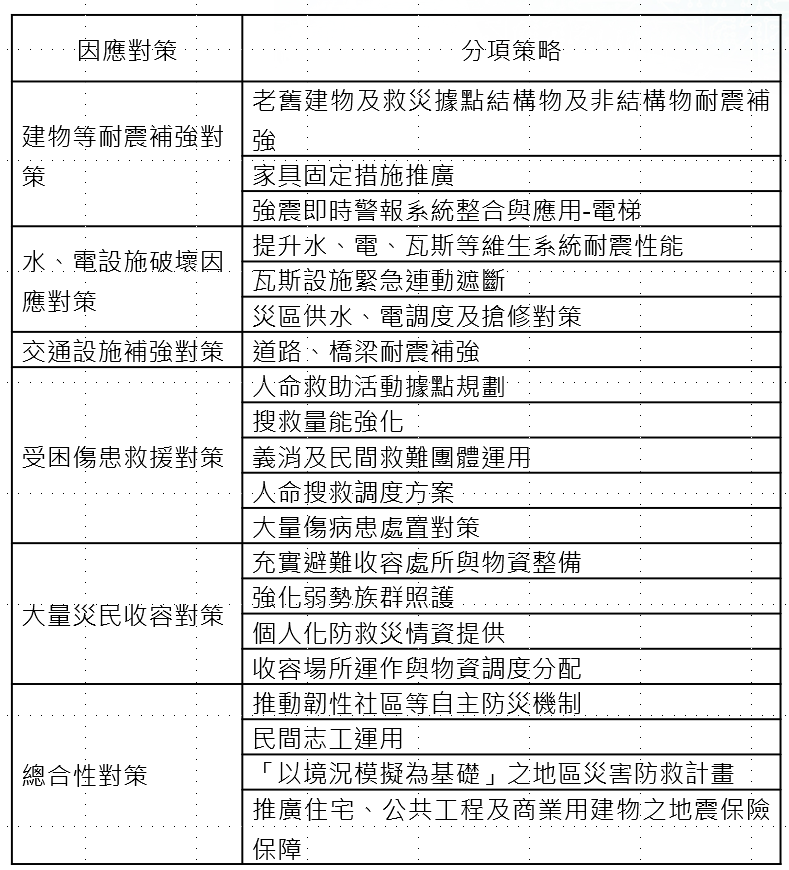 因應對策
分項策略
建物等耐震補強對
策
老舊建物及救災據點結構物及非結構物耐震補
強
家具固定措施推廣
強震即時警報系統整合與應用-電梯
水、電設施破壞因
應對策
提升水、電、瓦斯等維生系統耐震性能
瓦斯設施緊急連動遮斷
災區供水、電調度及搶修對策
交通設施補強對策
道路、橋梁耐震補強
受困傷患救援對策
人命救助活動據點規劃
搜救量能強化
義消及民間救難團體運用
人命搜救調度方案
大量傷病患處置對策
大量災民收容對策
充實避難收容處所與物資整備
強化弱勢族群照護
個人化防救災情資提供
收容場所運作與物資調度分配
總合性對策
推動韌性社區等自主防災機制
民間志工運用
「以境況模擬為基礎」之地區災害防救計畫
推廣住宅、公共工程及商業用建物之地震保險
保障